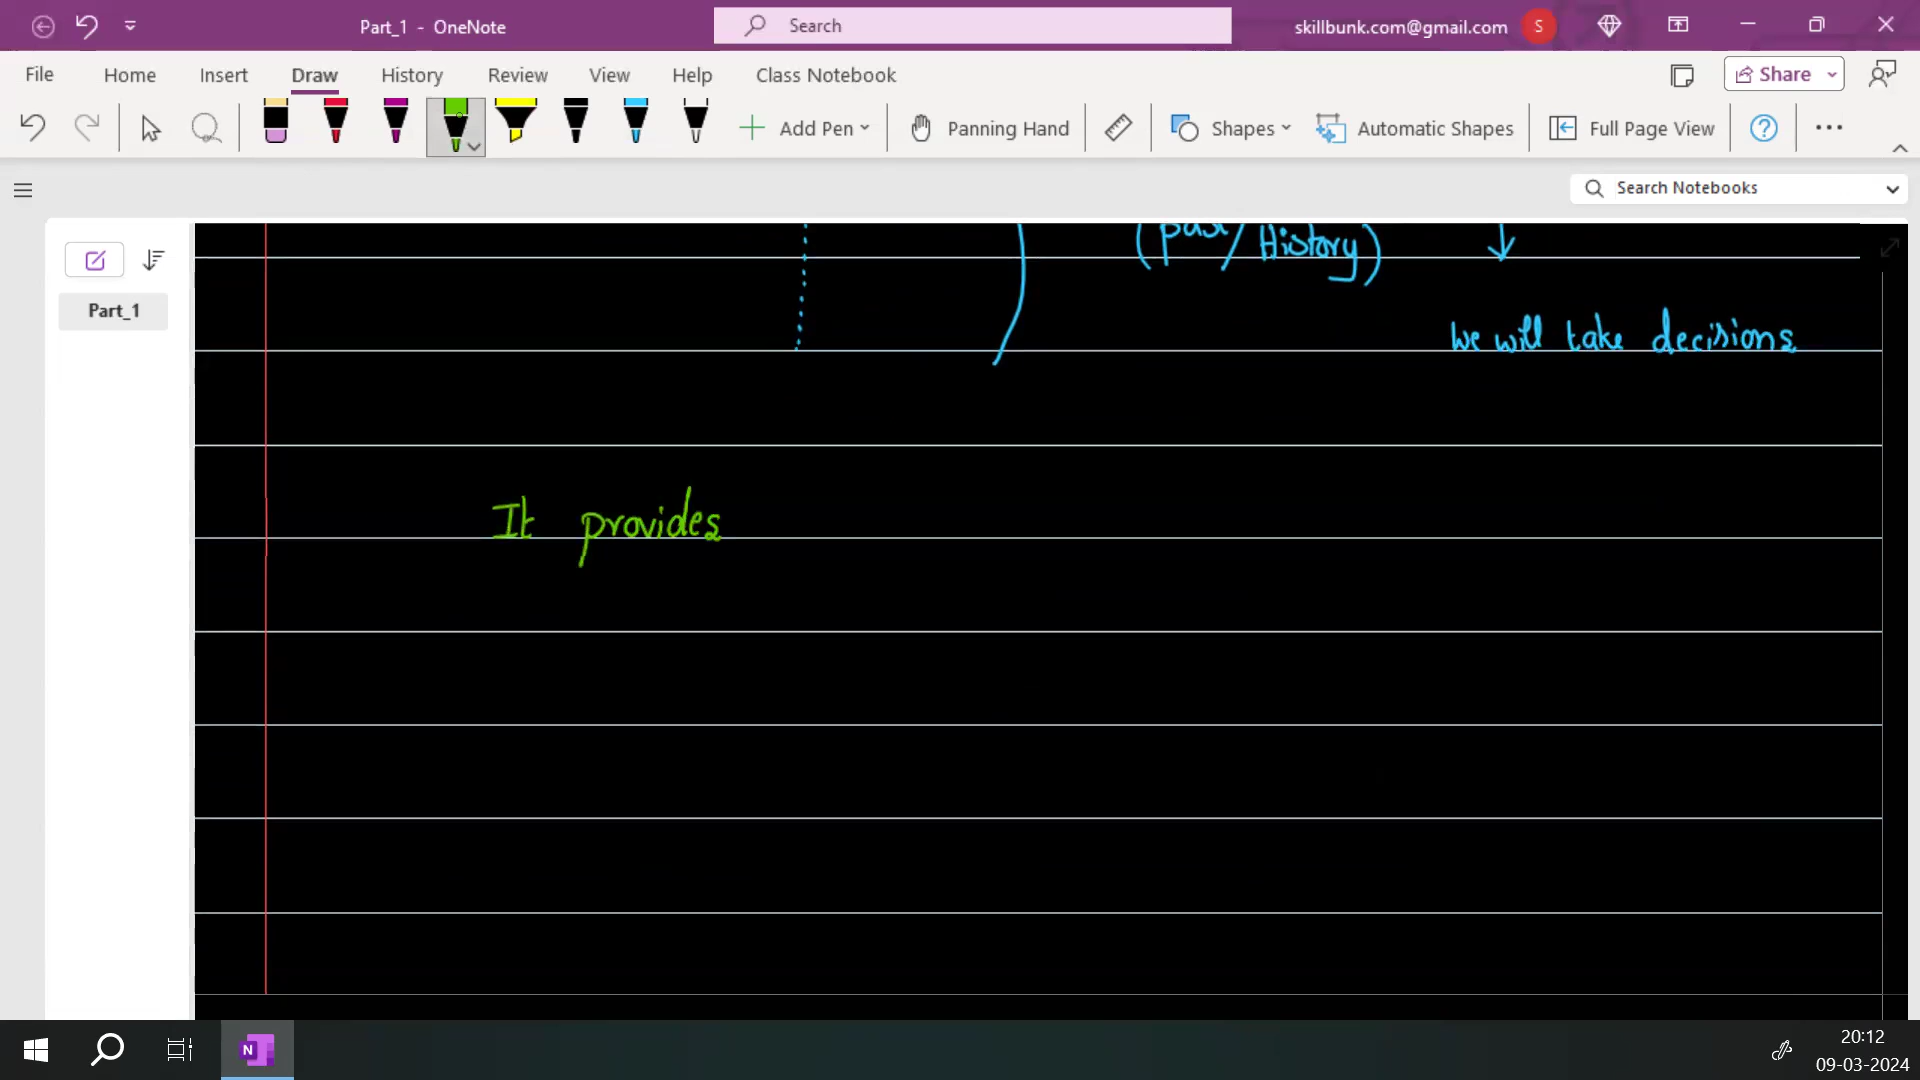 Part_1 - OneNote
Search
skillbunk.com@gmail.com
S
File Home Insert Draw History Review View Help Class Notebook
Share
Add Pen
Panning Hand
Shapes
Automatic Shapes
Full Page View
Search Notebooks
Part_1
(past/ History)
We will take decisions
It provides
N
20:12
09-03-2024